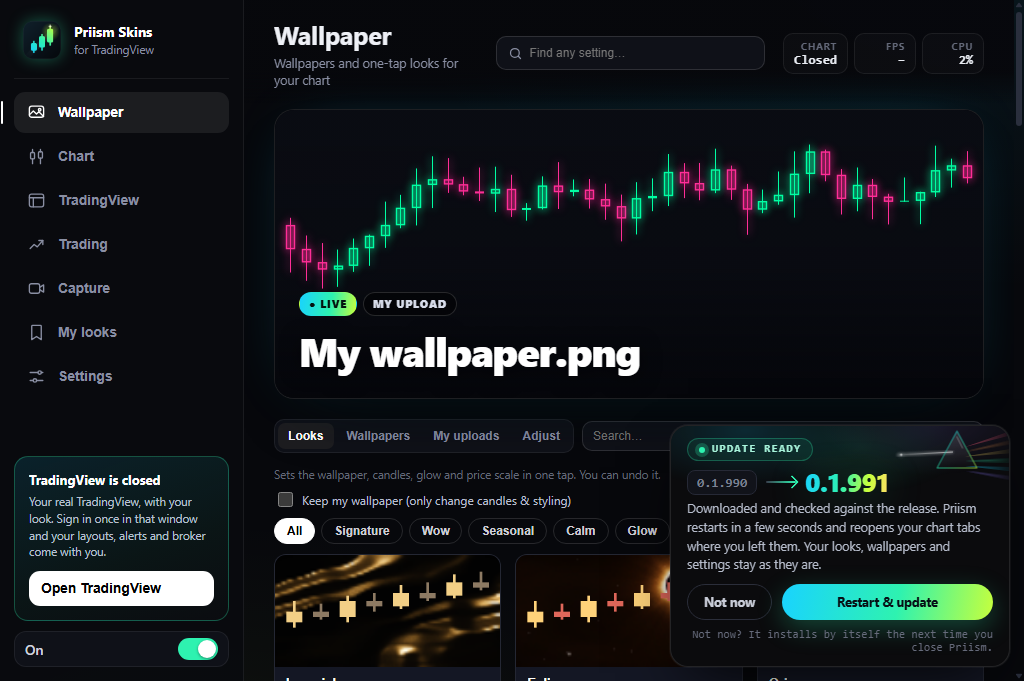 Priism Skins
for TradingView
Wallpaper
Chart
TradingView
Trading
Capture
My looks
Settings
TradingView is closed
Your real TradingView, with your
look. Sign in once in that window
and your layouts, alerts and broker
come with you.
Open TradingView
On
Wallpaper
Wallpapers and one-tap looks for
your chart
Find any setting...
CHART
Closed
FPS
–
CPU
2%
LIVE
MY UPLOAD
My wallpaper.png
Looks
Wallpapers
My uploads
Adjust
Search...
Sets the wallpaper, candles, glow and price scale in one tap. You can undo it.
Keep my wallpaper (only change candles & styling)
All
Signature
Wow
Seasonal
Calm
Glow
UPDATE READY
0.1.990
0.1.991
Downloaded and checked against the release. Priism
restarts in a few seconds and reopens your chart tabs
where you left them. Your looks, wallpapers and
settings stay as they are.
Not now
Restart & update
Not now? It installs by itself the next time you
close Priism.